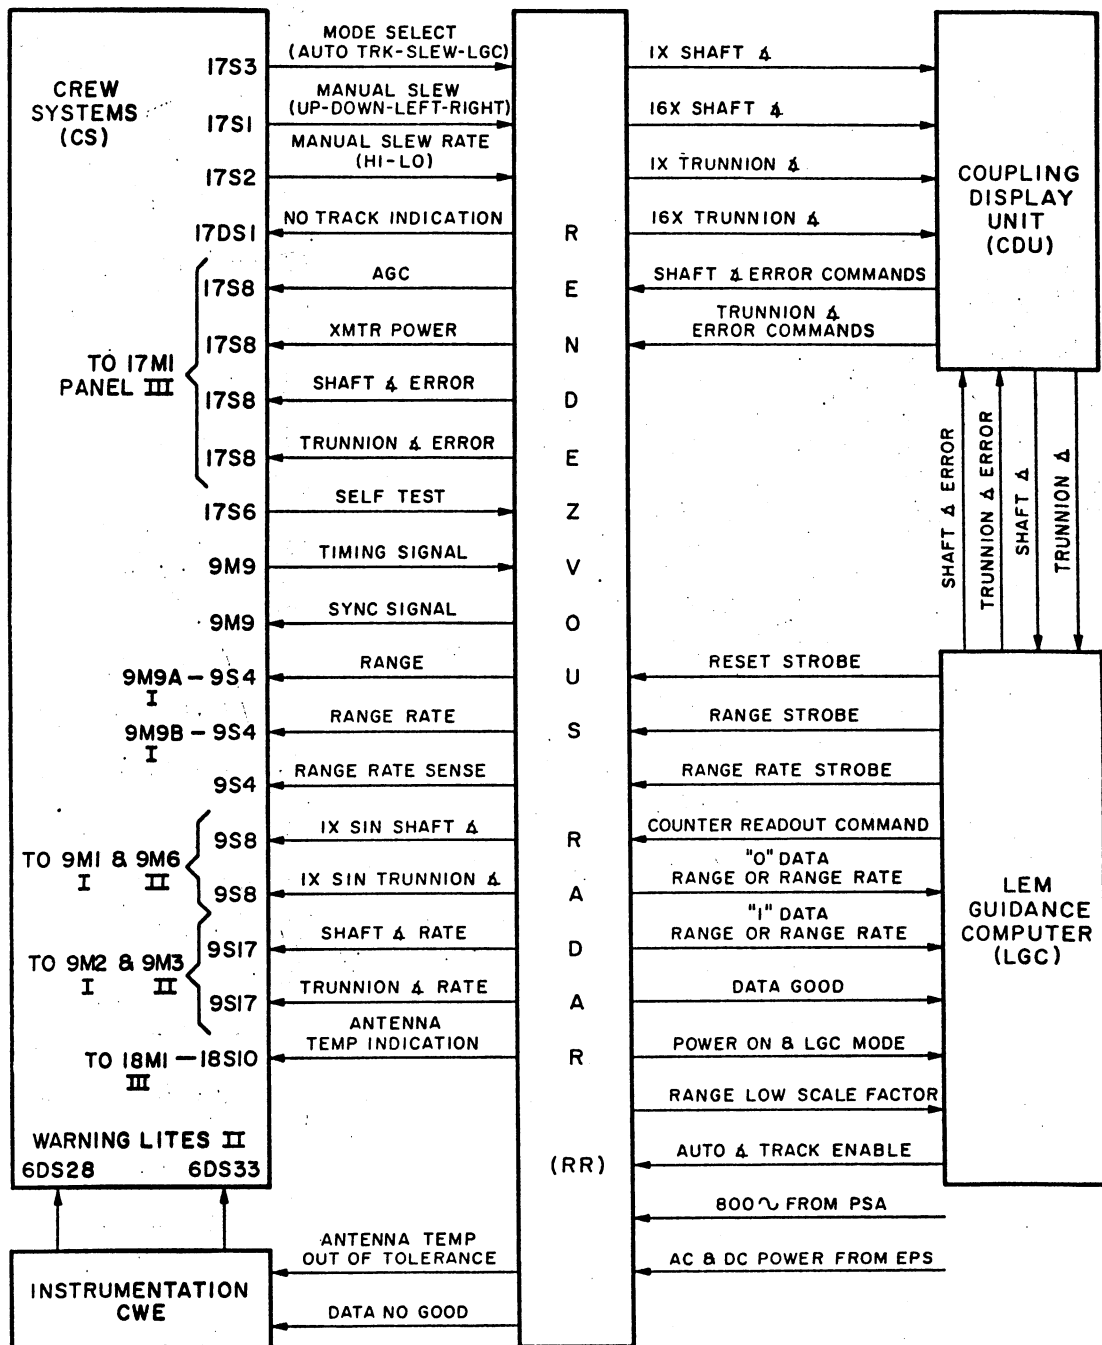 CREW
SYSTEMS
(CS)
17S3
MODE SELECT
(AUTO TRK-SLEW-LGC)
17S1
MANUAL SLEW
(UP-DOWN-LEFT-RIGHT)
17S2
MANUAL SLEW RATE
(HI-LO)
17DS1
NO TRACK INDICATION
TO 17M1
PANEL III
17S8
AGC
17S8
XMTR POWER
17S8
SHAFT ∡ ERROR
17S8
TRUNNION ∡ ERROR
17S6
SELF TEST
9M9
TIMING SIGNAL
9M9
SYNC SIGNAL
9M9A - 9S4
I
RANGE
9M9B - 9S4
I
RANGE RATE
9S4
RANGE RATE SENSE
TO 9M1 & 9M6
I II
9S8
1X SIN SHAFT ∡
9S8
1X SIN TRUNNION ∡
TO 9M2 & 9M3
I II
9S17
SHAFT ∡ RATE
9S17
TRUNNION ∡ RATE
TO 18M1 - 18S10
III
ANTENNA
TEMP INDICATION
WARNING LITES II
6DS28 6DS33
INSTRUMENTATION
CWE
ANTENNA TEMP
OUT OF TOLERANCE
DATA NO GOOD
RENDEZVOUS
RADAR
(RR)
1X SHAFT ∡
16X SHAFT ∡
1X TRUNNION ∡
16X TRUNNION ∡
SHAFT ∡ ERROR COMMANDS
TRUNNION ∡
ERROR COMMANDS
COUPLING
DISPLAY
UNIT
(CDU)
SHAFT ∡ ERROR
TRUNNION ∡ ERROR
SHAFT ∡
TRUNNION ∡
RESET STROBE
RANGE STROBE
RANGE RATE STROBE
COUNTER READOUT COMMAND
"0" DATA
RANGE OR RANGE RATE
"1" DATA
RANGE OR RANGE RATE
DATA GOOD
POWER ON & LGC MODE
RANGE LOW SCALE FACTOR
AUTO ∡ TRACK ENABLE
800∿ FROM PSA
AC & DC POWER FROM EPS
LEM
GUIDANCE
COMPUTER
(LGC)